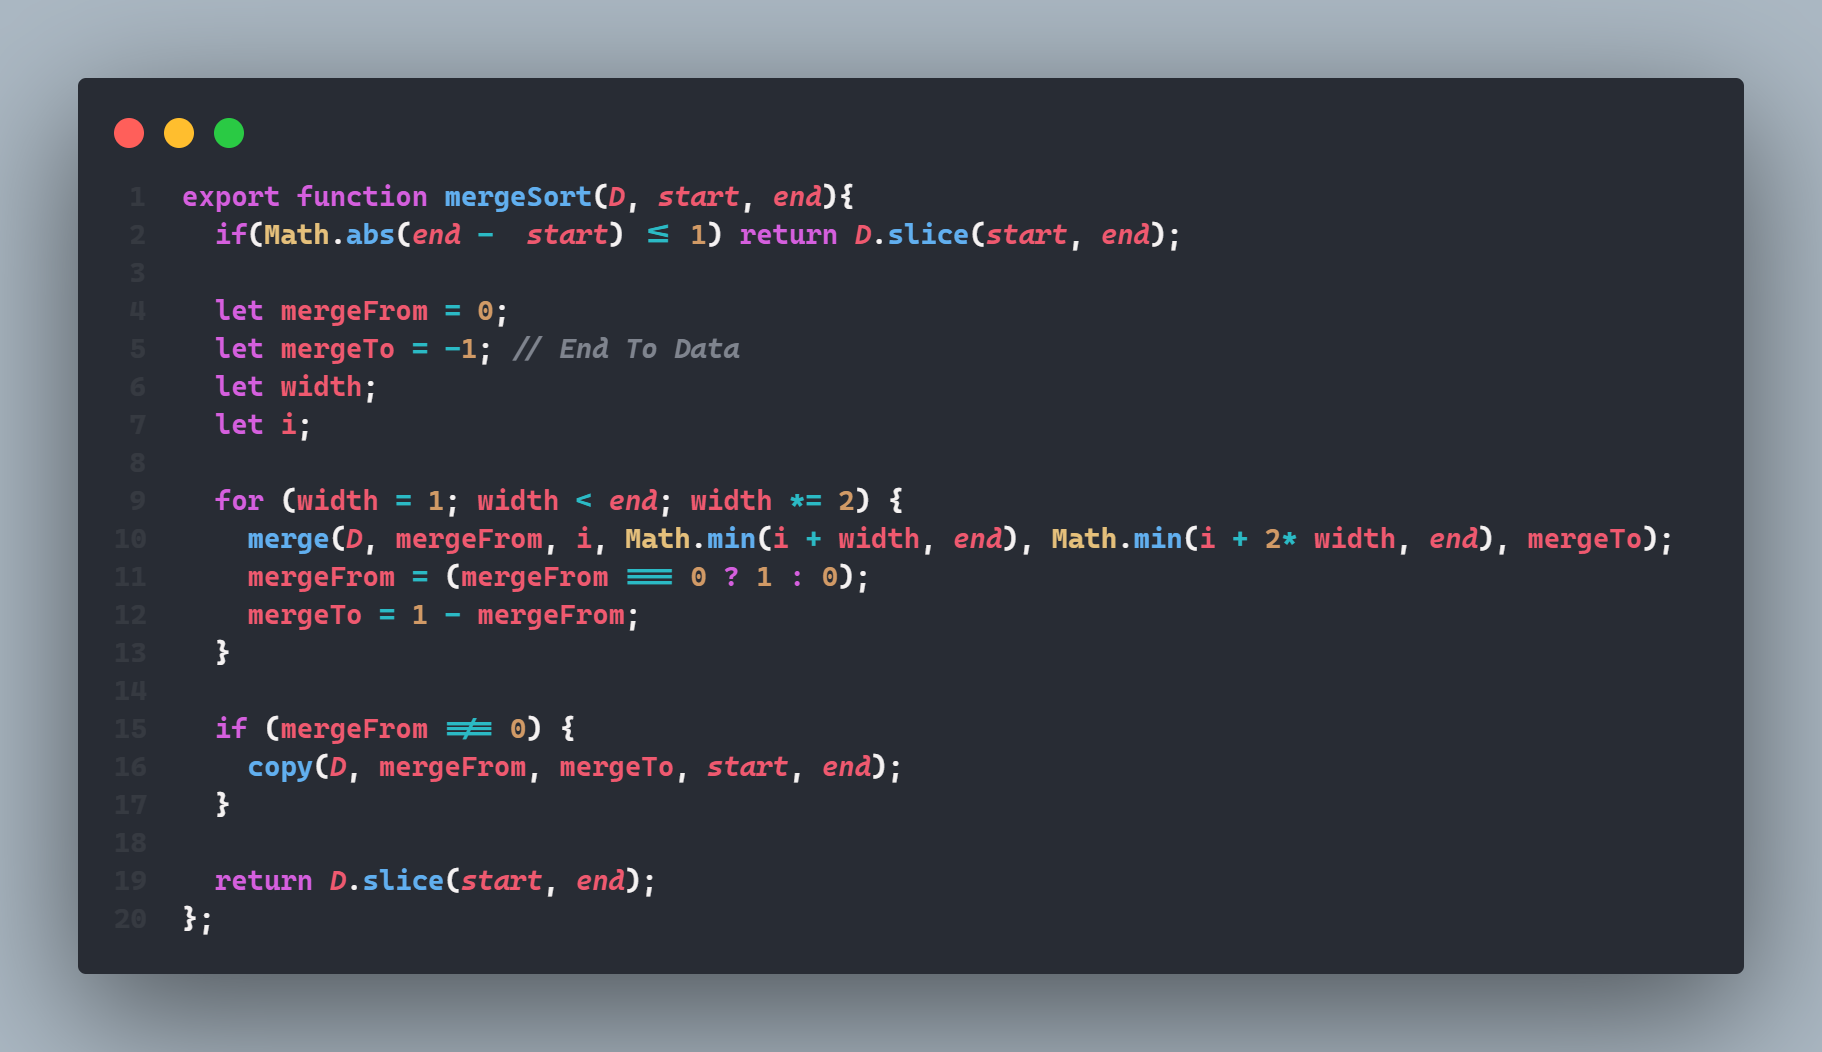 1 export function mergeSort(D, start, end){
2   if(Math.abs(end -  start) <= 1) return D.slice(start, end);
3
4   let mergeFrom = 0;
5   let mergeTo = -1; // End To Data
6   let width;
7   let i;
8
9   for (width = 1; width < end; width *= 2) {
10     merge(D, mergeFrom, i, Math.min(i + width, end), Math.min(i + 2* width, end), mergeTo);
11     mergeFrom = (mergeFrom === 0 ? 1 : 0);
12     mergeTo = 1 - mergeFrom;
13   }
14
15   if (mergeFrom !== 0) {
16     copy(D, mergeFrom, mergeTo, start, end);
17   }
18
19   return D.slice(start, end);
20 };